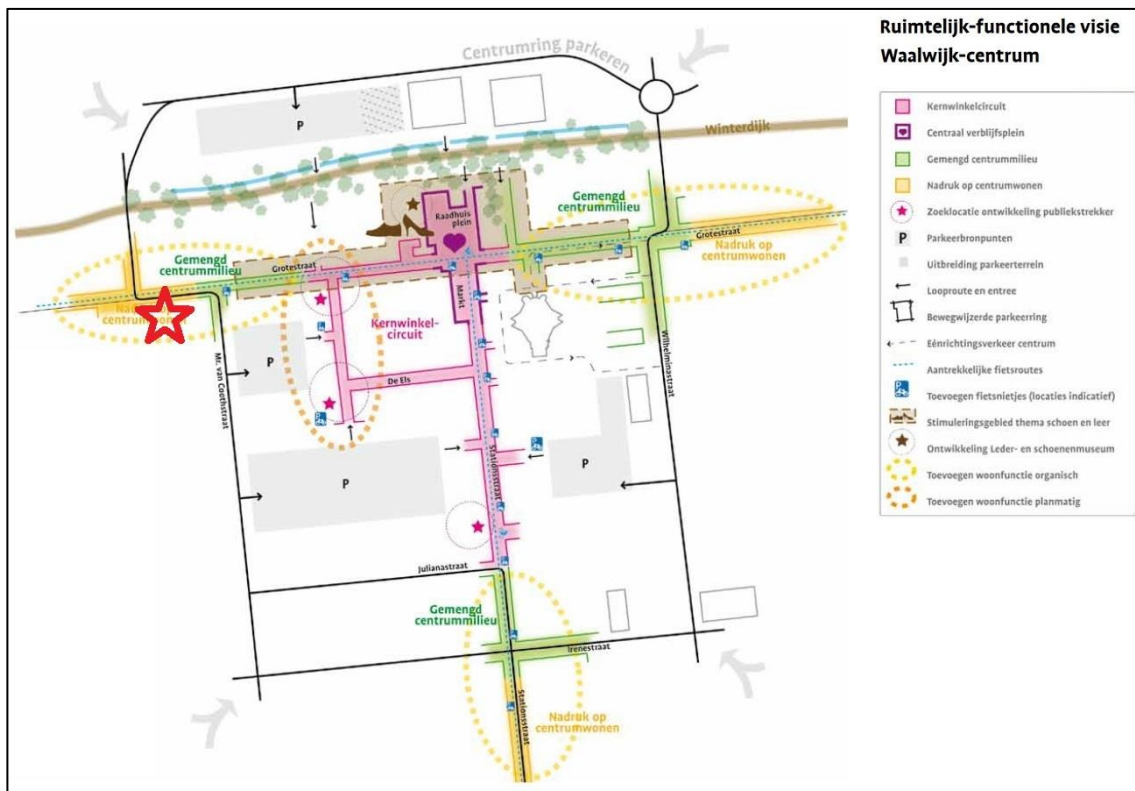 Ruimtelijk-functionele visie
Waalwijk-centrum
Kernwinkelcircuit
Centraal verblijfsplein
Gemengd centrummilieu
Nadruk op centrumwonen
Zoeklocatie ontwikkeling publiekstrekker
P Parkeerbronpunten
Uitbreiding parkeerterrein
Looproute en entree
Bewegwijzerde parkeerring
Eénrichtingsverkeer centrum
Aantrekkelijke fietsroutes
Toevoegen fietsnietjes (locaties indicatief)
Stimuleringsgebied thema schoen en leer
Ontwikkeling Leder- en schoenenmuseum
Toevoegen woonfunctie organisch
Toevoegen woonfunctie planmatig
Centrumring parkeren
P
Winterdijk
Gemengd
centrummilieu
Raadhuis
plein
Gemengd
centrummilieu
Grotestraat
Grotestraat
Nadruk op
centrumwonen
Markt
Kernwinkel-
circuit
P
De Els
Mr. van Coothstraat
Wilhelminastraat
Stationsstraat
P
P
Julianastraat
Gemengd
centrummilieu
Irenestraat
Stationsstraat
Nadruk op
centrumwonen